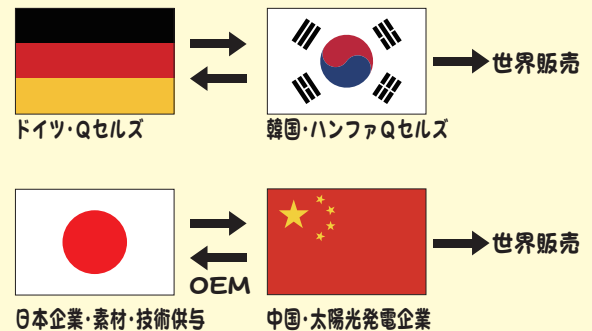 世界販売
ドイツ・Qセルズ
韓国・ハンファQセルズ
世界販売
OEM
日本企業・素材・技術供与
中国・太陽光発電企業